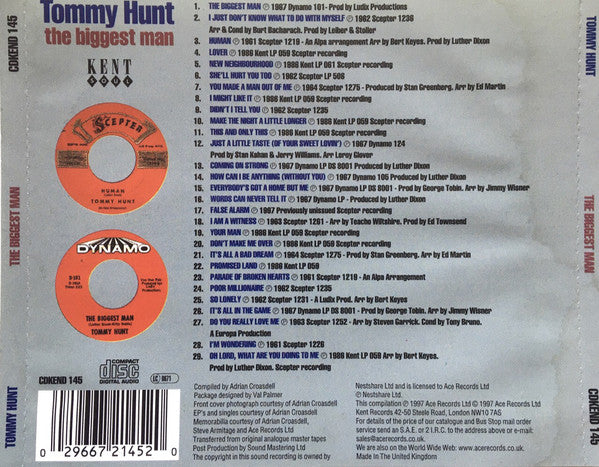 CDKEND 145
THE BIGGEST MAN
TOMMY HUNT
Tommy Hunt
the biggest man
KENT
SOUL
SCEPTER
HUMAN
TOMMY HUNT
DYNAMO
THE BIGGEST MAN
TOMMY HUNT
COMPACT
disc
DIGITAL AUDIO
LC 0671
CDKEND 145
0 29667 21452 0
1. THE BIGGEST MAN ℗ 1967 Dynamo 101 - Prod by Ludix Productions
2. I JUST DON'T KNOW WHAT TO DO WITH MYSELF ℗ 1962 Scepter 1236
Arr & Cond by Burt Bacharach. Prod by Leiber & Stoller
3. HUMAN ℗ 1961 Scepter 1219 - An Alpa arrangement Arr by Bert Keyes. Prod by Luther Dixon
4. LOVER ℗ 1986 Kent LP 059 Scepter recording
5. NEW NEIGHBOURHOOD ℗ 1986 Kent LP 061 Scepter recording
6. SHE'LL HURT YOU TOO ℗ 1962 Scepter LP 506
7. YOU MADE A MAN OUT OF ME ℗ 1964 Scepter 1275 - Produced by Stan Greenberg. Arr by Ed Martin
8. I MIGHT LIKE IT ℗ 1986 Kent LP 059 Scepter recording
9. DIDN'T I TELL YOU ℗ 1962 Scepter 1235
10. MAKE THE NIGHT A LITTLE LONGER ℗ 1986 Kent LP 059 Scepter recording
11. THIS AND ONLY THIS ℗ 1986 Kent LP 059 Scepter recording
12. JUST A LITTLE TASTE (OF YOUR SWEET LOVIN') ℗ 1967 Dynamo 124
Prod by Stan Kahan & Jerry Williams. Arr Leroy Glover
13. COMING ON STRONG ℗ 1967 Dynamo LP DS 8001 - Produced by Luther Dixon
14. HOW CAN I BE ANYTHING (WITHOUT YOU) ℗ 1967 Dynamo 105 Produced by Luther Dixon
15. EVERYBODY'S GOT A HOME BUT ME ℗ 1967 Dynamo LP DS 8001 - Prod by George Tobin. Arr by Jimmy Wisner
16. WORDS CAN NEVER TELL IT ℗ 1967 Dynamo LP - Produced by Luther Dixon
17. FALSE ALARM ℗ 1997 Previously unissued Scepter recording
18. I AM A WITNESS ℗ 1963 Scepter 1261 - Arr by Teacho Wiltshire. Prod by Ed Townsend
19. YOUR MAN ℗ 1986 Kent LP 059 Scepter recording
20. DON'T MAKE ME OVER ℗ 1986 Kent LP 059 Scepter recording
21. IT'S ALL A BAD DREAM ℗ 1964 Scepter 1275 - Prod by Stan Greenberg. Arr by Ed Martin
22. PROMISED LAND ℗ 1986 Kent LP 059
23. PARADE OF BROKEN HEARTS ℗ 1961 Scepter 1219 - An Alpa Arrangement
24. POOR MILLIONAIRE ℗ 1962 Scepter 1235
25. SO LONELY ℗ 1962 Scepter 1231 - A Ludix Prod. Arr by Bert Keyes
26. IT'S ALL IN THE GAME ℗ 1967 Dynamo LP DS 8001 - Prod by George Tobin. Arr by Jimmy Wisner
27. DO YOU REALLY LOVE ME ℗ 1963 Scepter 1252 - Arr by Steven Garrick. Cond by Tony Bruno.
A Europa Production
28. I'M WONDERING ℗ 1961 Scepter 1226
29. OH LORD, WHAT ARE YOU DOING TO ME ℗ 1986 Kent LP 059 Arr by Bert Keyes.
Prod by Luther Dixon. Scepter recording
Compiled by Adrian Croasdell
Package designed by Val Palmer
Front cover photograph courtesy of Adrian Croasdell
EP's and singles courtesy of Adrian Croasdell
Memorabilia courtesy of Adrian Croasdell,
Steve Armitage and Ace Records Ltd
Transferred from original analogue master tapes
Post Production by Sound Mastering Ltd
The copyright in this sound recording is owned by
Nestshare Ltd and is licensed to Ace Records Ltd
℗ Nestshare Ltd.
This compilation ℗ 1997 Ace Records Ltd © 1997 Ace Records Ltd.
Kent Records 42-50 Steele Road, London NW10 7AS
For details of the price of our catalogue and Bus Stop mail order
service send an S.A.E. or 2 I.R.C. to the above address or e-mail
sales@acerecords.co.uk
We are also on the World Wide Web: www.acerecords.co.uk.
Made In The United Kingdom
TOMMY HUNT
THE BIGGEST MAN
CDKEND 145